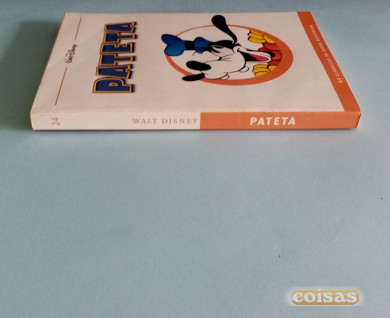 PATETA
Walt Disney
24
WALT DISNEY
PATETA
coisas